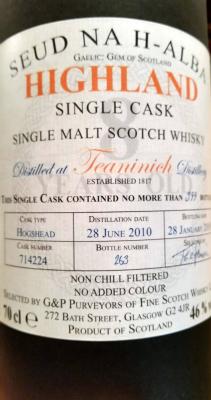 SEUD NA H-ALBA
GAELIC: GEM OF SCOTLAND
HIGHLAND
SINGLE CASK
SINGLE MALT SCOTCH WHISKY
Distilled at Teaninich Distillery
ESTABLISHED 1817
THIS SINGLE CASK CONTAINED NO MORE THAN
CASK TYPE DISTILLATION DATE BOTTLING
HOGSHEAD 28 JUNE 2010 28 JANUARY
CASK NUMBER BOTTLE NUMBER
714224 263
NON CHILL FILTERED
NO ADDED COLOUR
SELECTED BY G&P PURVEYORS OF FINE SCOTCH WHISKY
70 cl e 272 BATH STREET, GLASGOW G2 4JR 46%
PRODUCT OF SCOTLAND